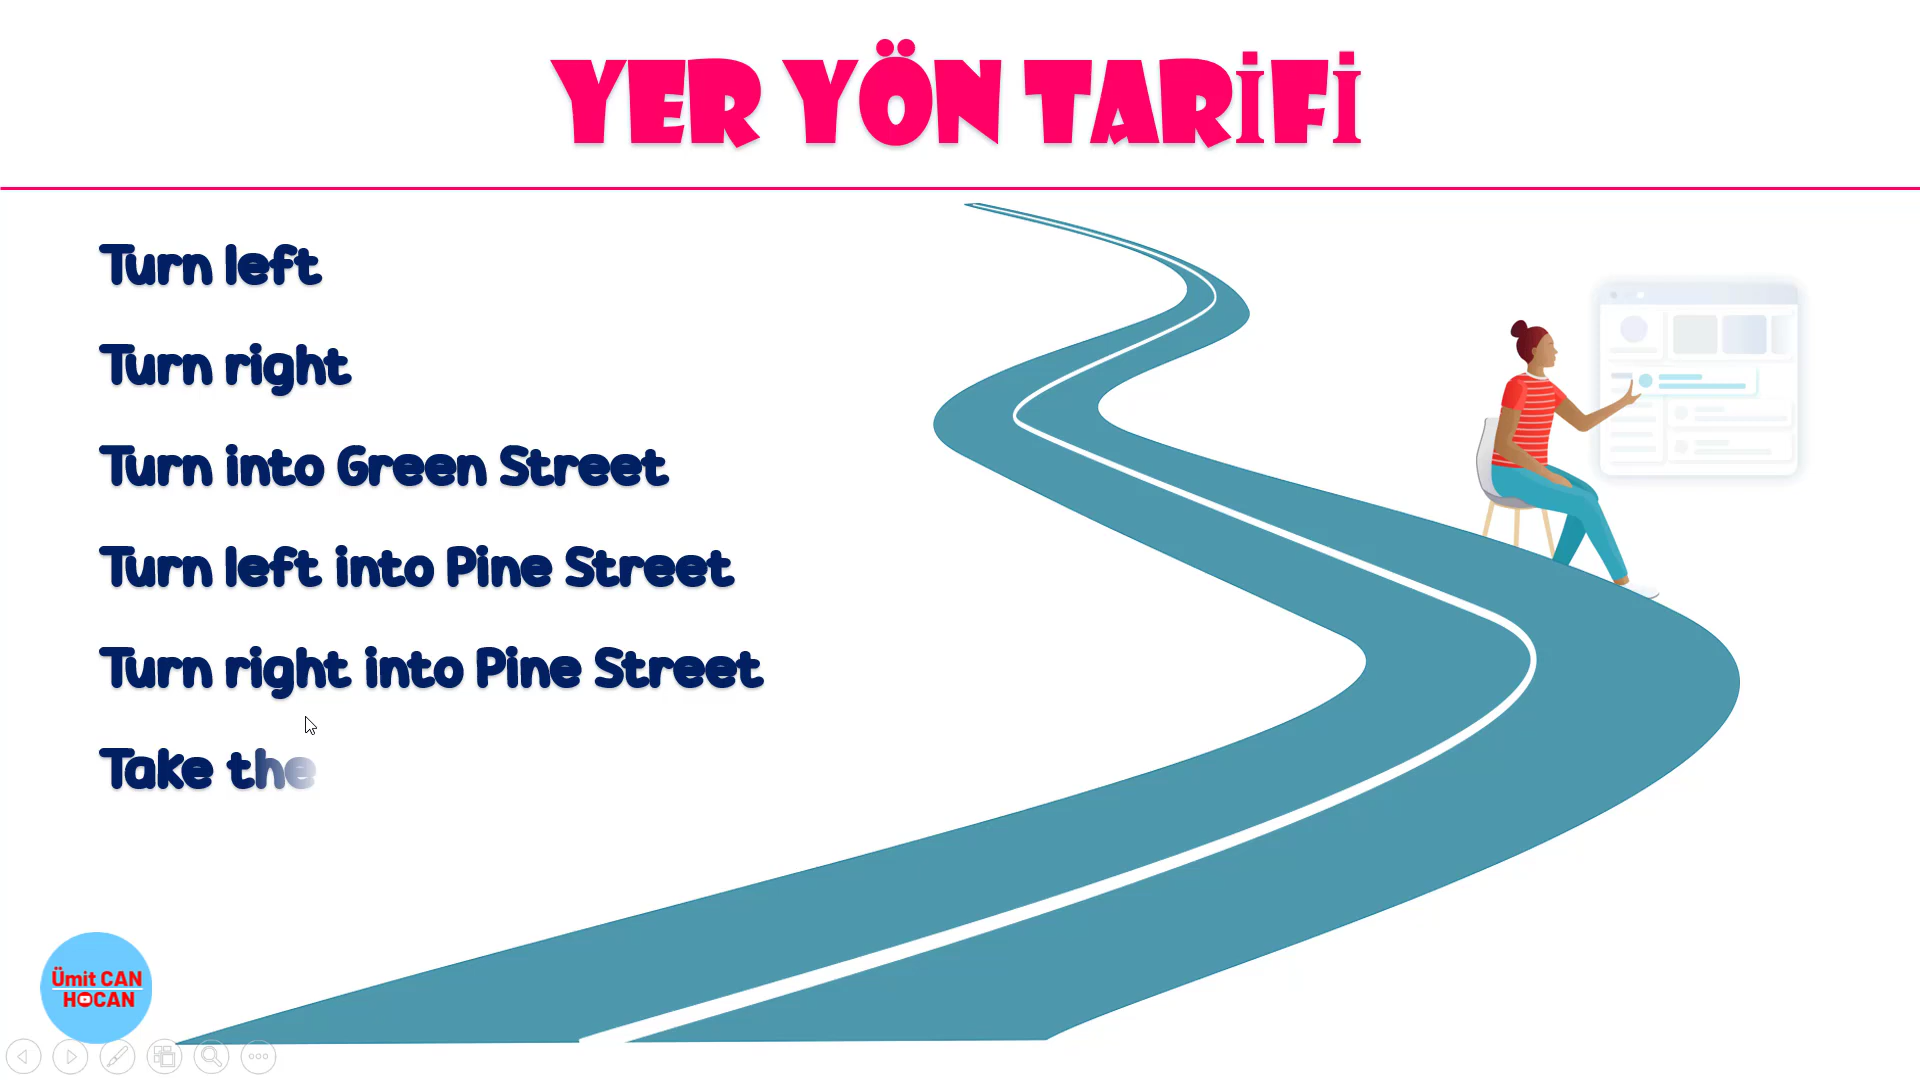 YER YÖN TARİFİ
Turn left
Turn right
Turn into Green Street
Turn left into Pine Street
Turn right into Pine Street
Take the
Ümit CAN
HOCAN